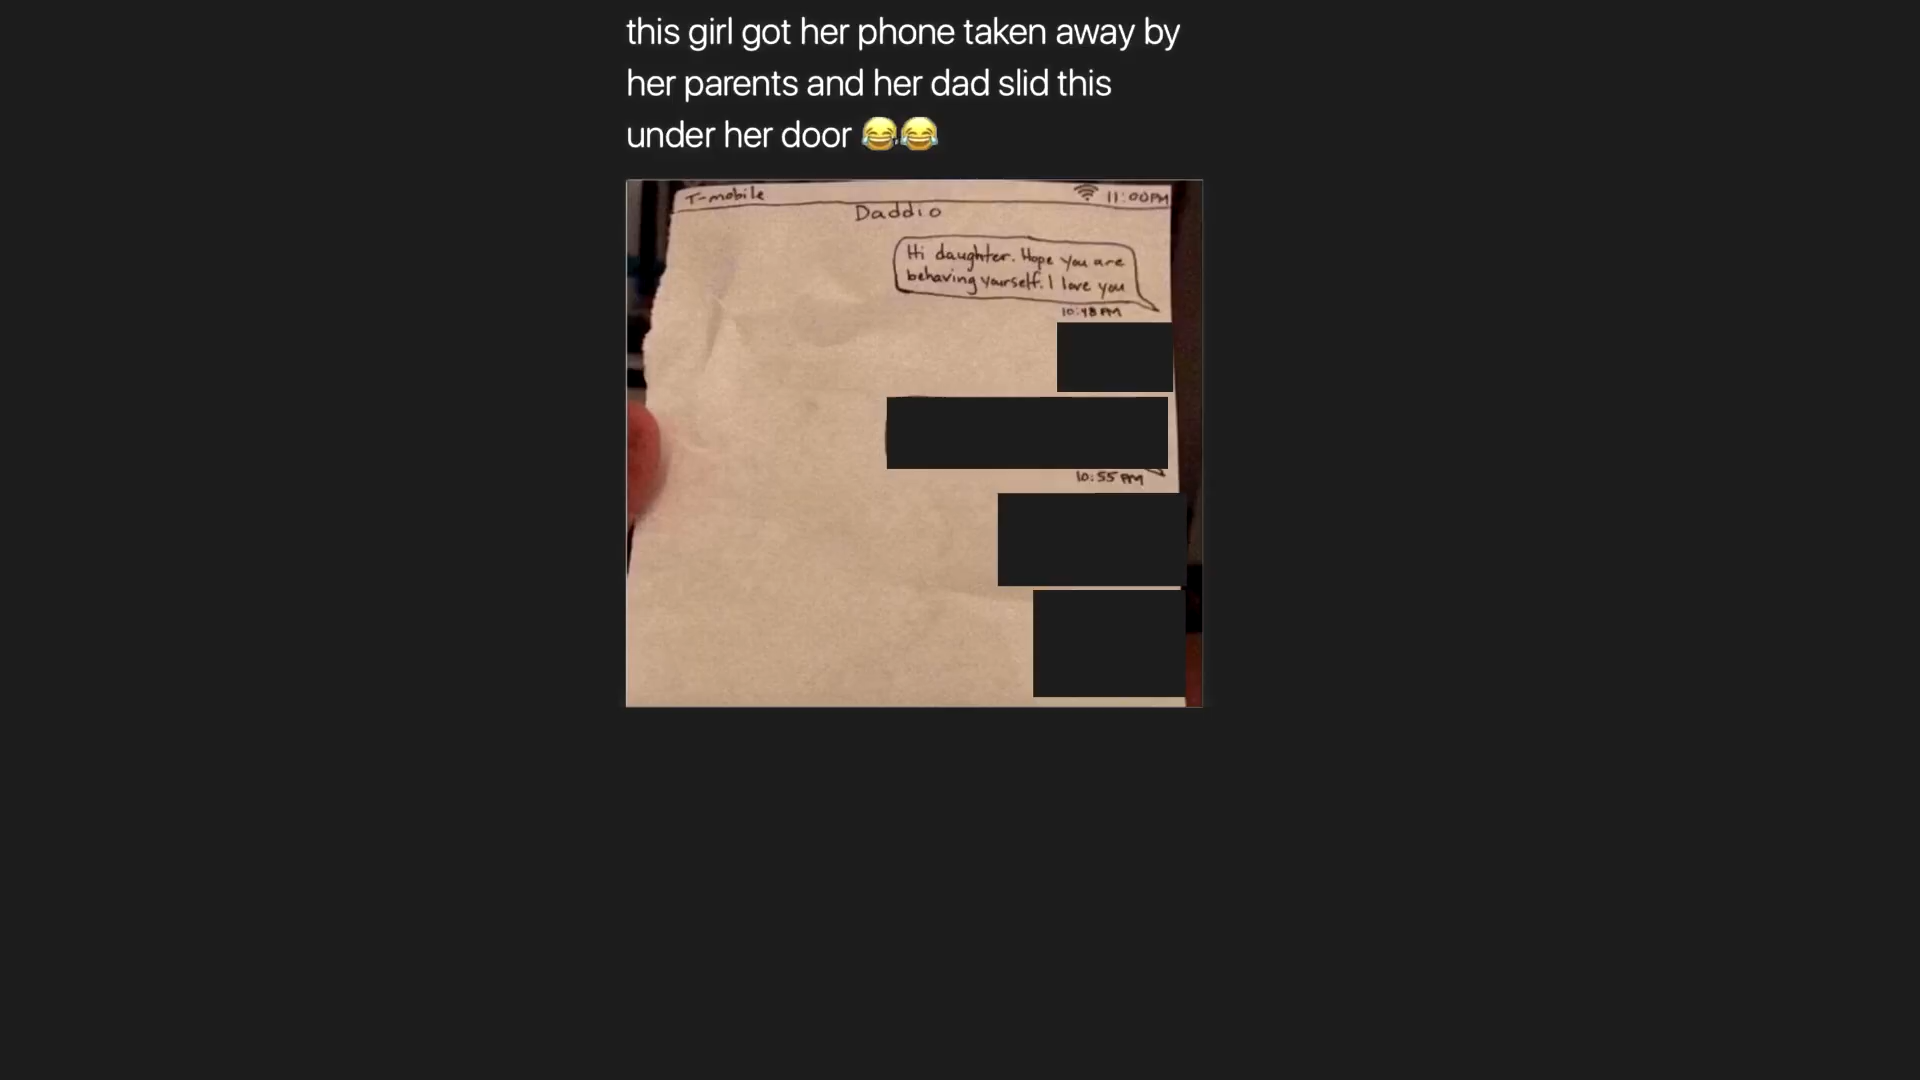 this girl got her phone taken away by
her parents and her dad slid this
under her door 😂😂
T-mobile 11:00PM
Daddio
Hi daughter. Hope you are
behaving yourself. I love you
10:48 PM
10:55 PM